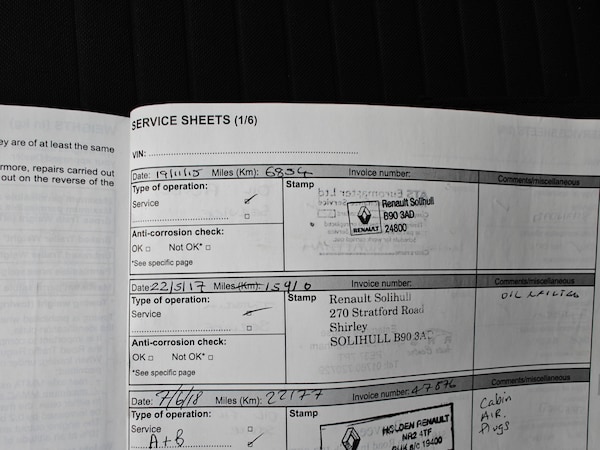 ey are of at least the same
rmore, repairs carried out
out on the reverse of the
SERVICE SHEETS (1/6)
VIN:
Date: 19/11/15 Miles (Km): 6834 Invoice number:
Comments/miscellaneous
Type of operation:
Service
Stamp
Renault Solihull
B90 3AD
24800
RENAULT
Anti-corrosion check:
OK Not OK*
*See specific page
Date: 22/5/17 Miles (Km): 15910 Invoice number:
Comments/miscellaneous
Type of operation:
Service
Stamp
Renault Solihull
270 Stratford Road
Shirley
SOLIHULL B90 3AD
OIL
Anti-corrosion check:
OK Not OK*
*See specific page
Date: 7/6/18 Miles (Km): 22177 Invoice number: 47876
Comments/miscellaneous
Type of operation:
Service
A+B
Stamp
HOLDEN RENAULT
NR2 4TF
a/c 19400
Cabin
AIR.
Plugs